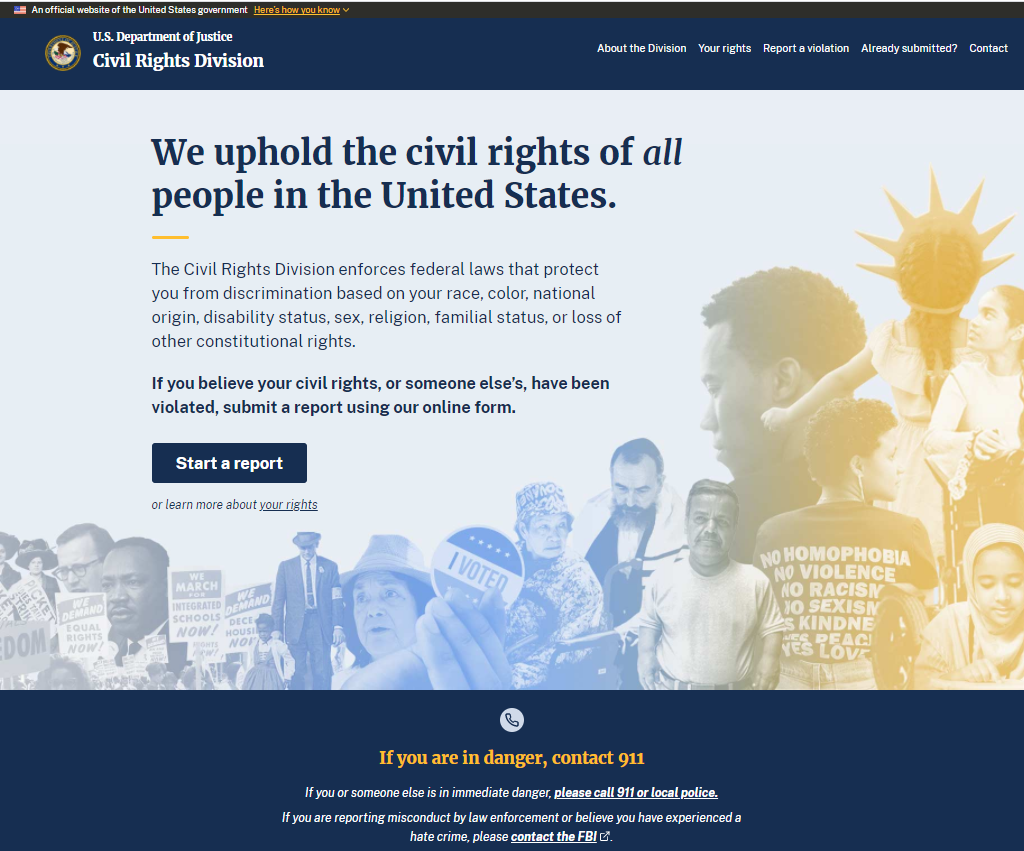 An official website of the United States government Here's how you know
U.S. Department of Justice
Civil Rights Division
About the Division Your rights Report a violation Already submitted? Contact
We uphold the civil rights of all
people in the United States.
The Civil Rights Division enforces federal laws that protect
you from discrimination based on your race, color, national
origin, disability status, sex, religion, familial status, or loss of
other constitutional rights.
If you believe your civil rights, or someone else's, have been
violated, submit a report using our online form.
Start a report
or learn more about your rights
EDOM
WE DEMAND
EQUAL
RIGHTS
NOW!
WE
MARCH
FOR
INTEGRATED
SCHOOLS
NOW!
WE
DEMAND
NOW!
I VOTED
NO HOMOPHOBIA
NO VIOLENCE
NO RACISM
NO SEXISM
S KINDNE
YES PEAC
YES LOVE
If you are in danger, contact 911
If you or someone else is in immediate danger, please call 911 or local police.
If you are reporting misconduct by law enforcement or believe you have experienced a
hate crime, please contact the FBI.